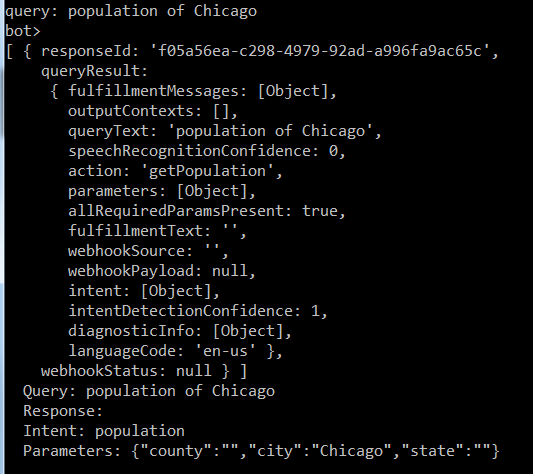 query: population of Chicago
bot>
[ { responseId: 'f05a56ea-c298-4979-92ad-a996fa9ac65c',
queryResult:
{ fulfillmentMessages: [Object],
outputContexts: [],
queryText: 'population of Chicago',
speechRecognitionConfidence: 0,
action: 'getPopulation',
parameters: [Object],
allRequiredParamsPresent: true,
fulfillmentText: '',
webhookSource: '',
webhookPayload: null,
intent: [Object],
intentDetectionConfidence: 1,
diagnosticInfo: [Object],
languageCode: 'en-us' },
webhookStatus: null } ]
Query: population of Chicago
Response:
Intent: population
Parameters: {"county":"","city":"Chicago","state":""}